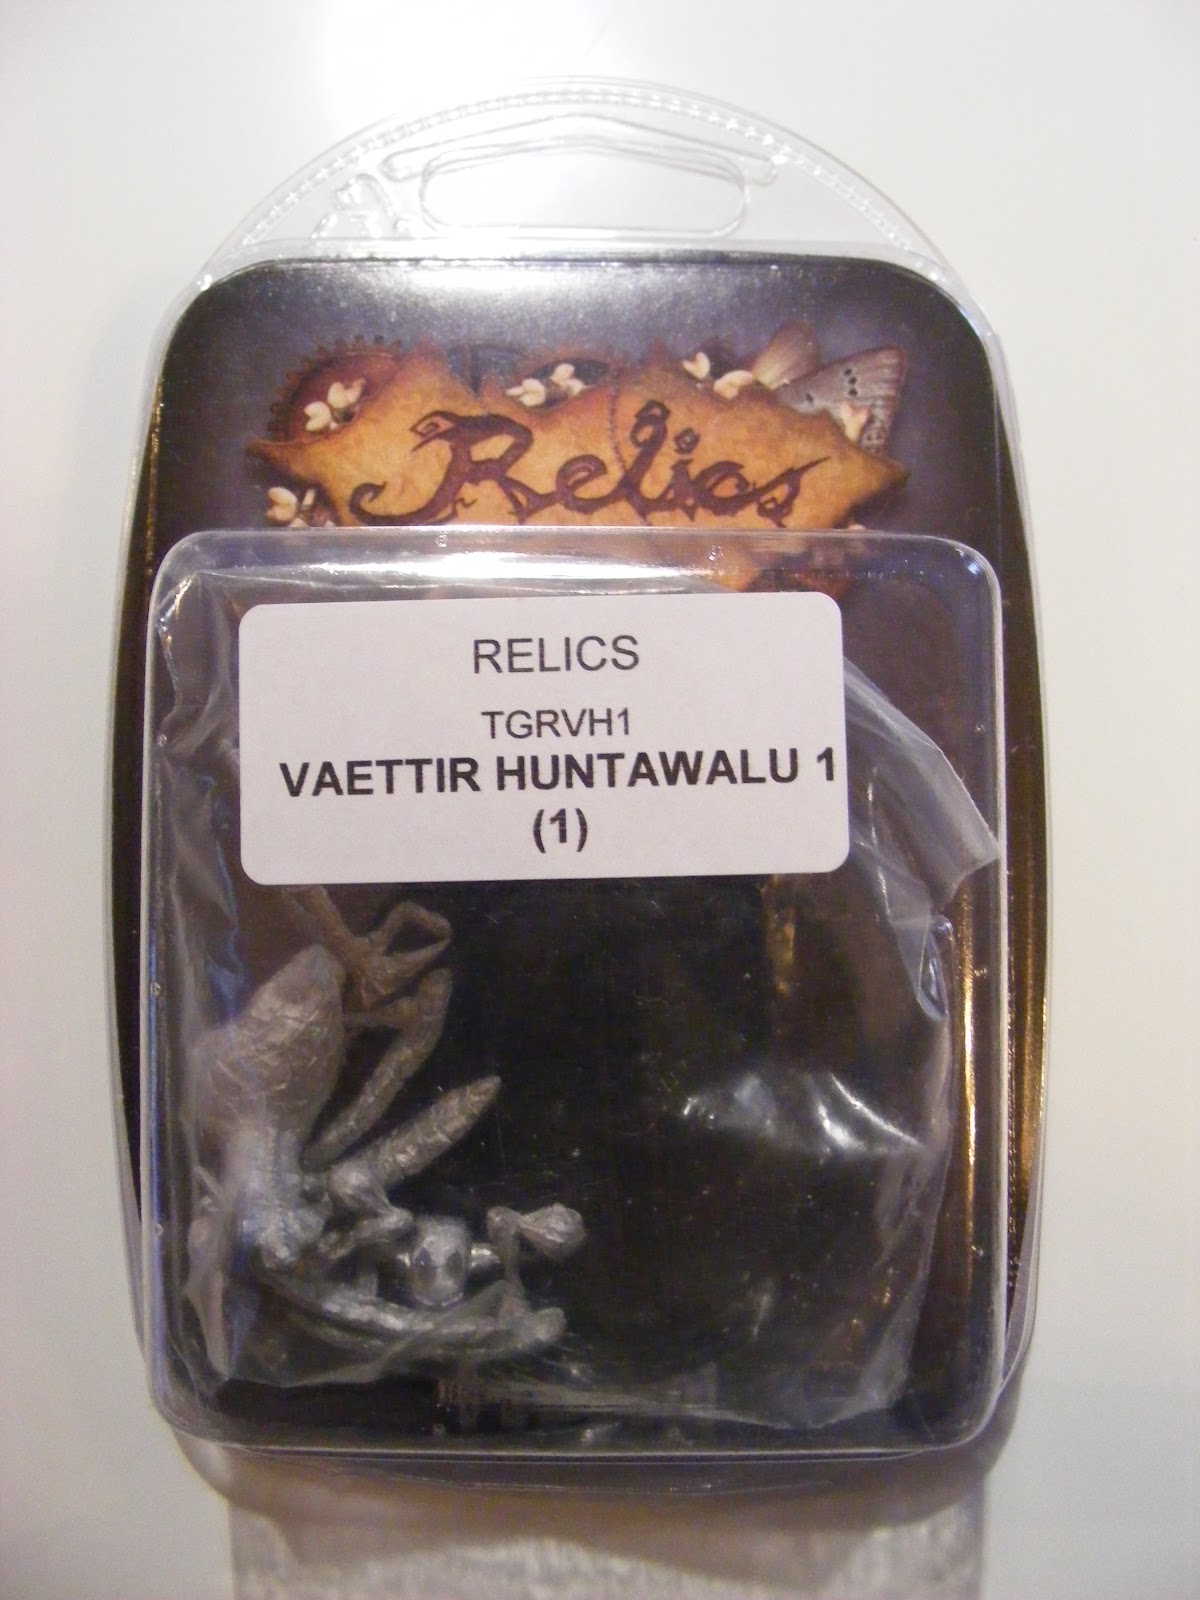 Relics
RELICS
TGRVH1
VAETTIR HUNTAWALU 1
(1)